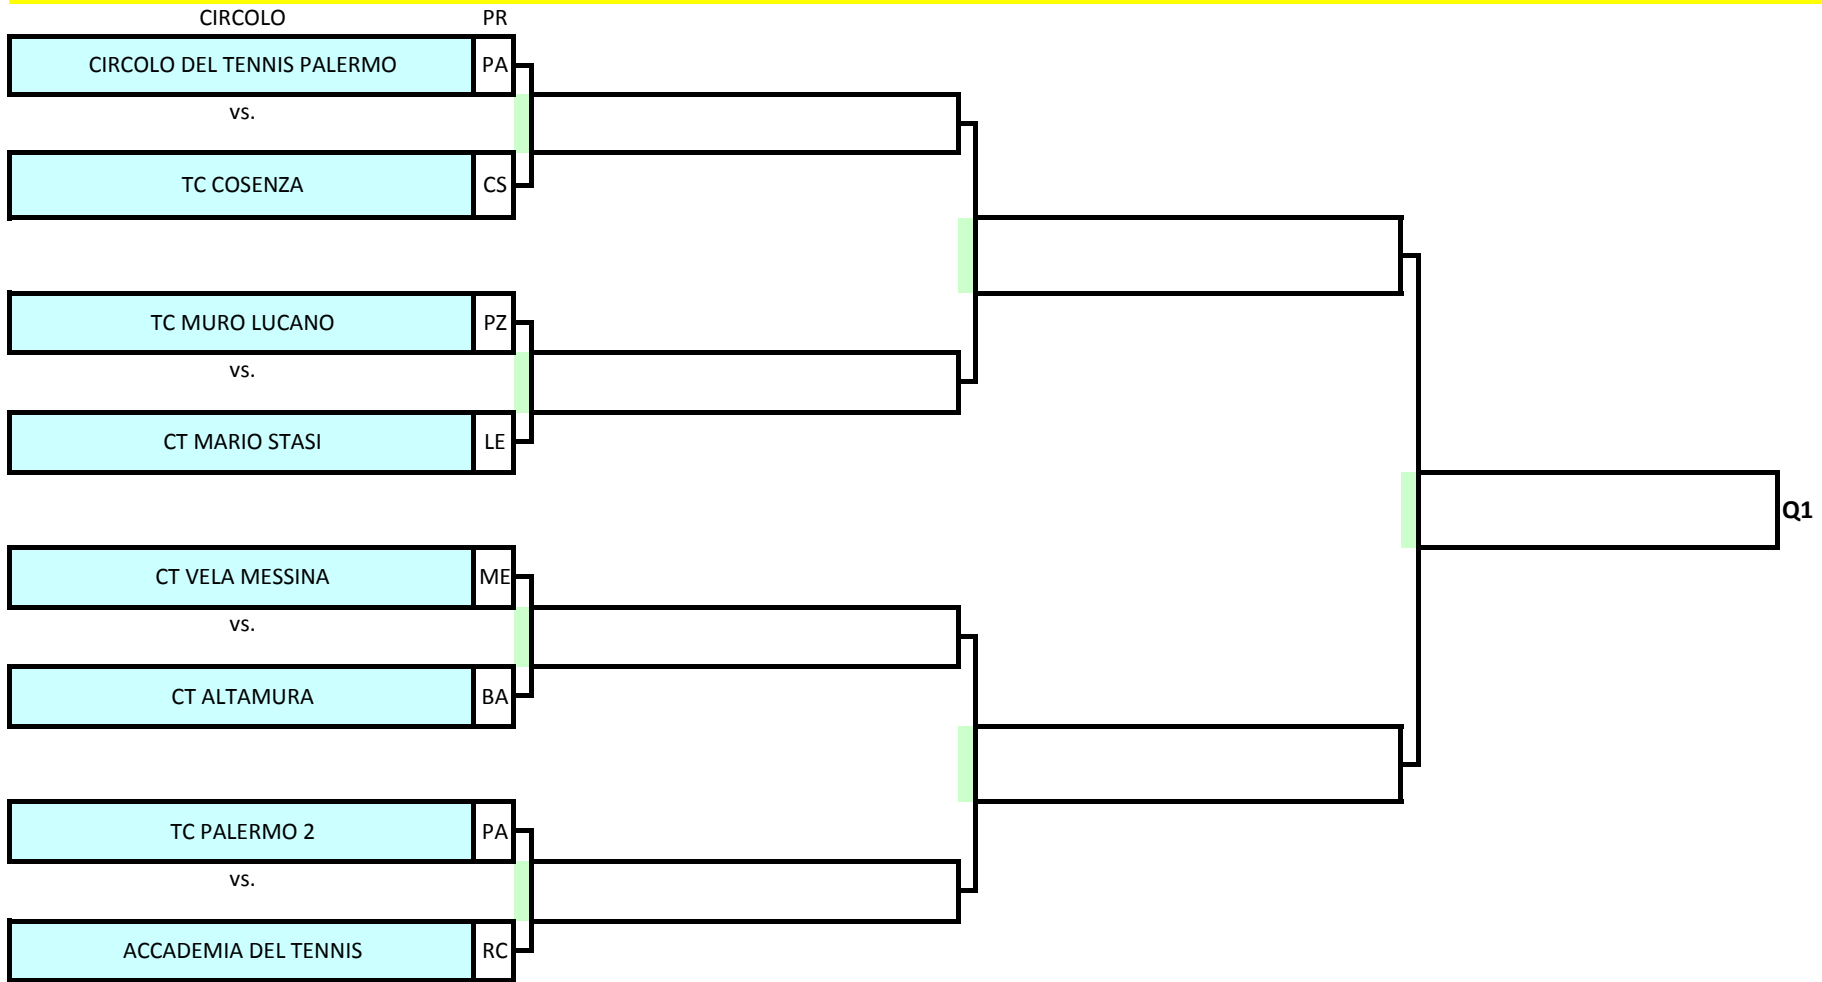 CIRCOLO PR
CIRCOLO DEL TENNIS PALERMO PA
vs.
TC COSENZA CS
TC MURO LUCANO PZ
vs.
CT MARIO STASI LE
Q1
CT VELA MESSINA ME
vs.
CT ALTAMURA BA
TC PALERMO 2 PA
vs.
ACCADEMIA DEL TENNIS RC